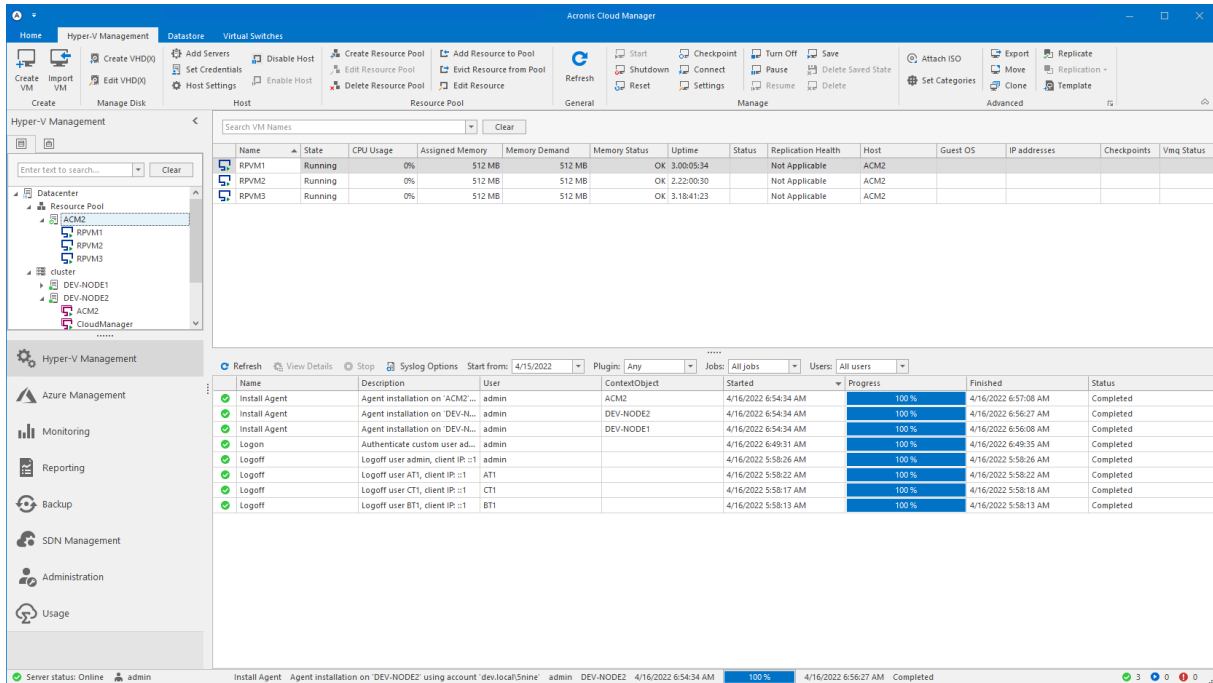 Acronis Cloud Manager
Home Hyper-V Management Datastore Virtual Switches
Create VM Import VM Create
Create VHD(X) Edit VHD(X) Manage Disk
Add Servers Set Credentials Host Settings Disable Host Enable Host Host
Create Resource Pool Edit Resource Pool Delete Resource Pool Add Resource to Pool Evict Resource from Pool Edit Resource Resource Pool
Refresh General
Start Shutdown Reset Checkpoint Connect Settings Turn Off Pause Resume Save Delete Saved State Delete Manage
Attach ISO Set Categories
Export Move Clone Replicate Replication Template Advanced
Hyper-V Management
Enter text to search... Clear
Datacenter
Resource Pool
ACM2
RPVM1
RPVM2
RPVM3
cluster
DEV-NODE1
DEV-NODE2
ACM2
CloudManager
Hyper-V Management
Azure Management
Monitoring
Reporting
Backup
SDN Management
Administration
Usage
Search VM Names Clear
Name State CPU Usage Assigned Memory Memory Demand Memory Status Uptime Status Replication Health Host Guest OS IP addresses Checkpoints Vmq Status
RPVM1 Running 0% 512 MB 512 MB OK 3.00:05:34 Not Applicable ACM2
RPVM2 Running 0% 512 MB 512 MB OK 2.22:00:30 Not Applicable ACM2
RPVM3 Running 0% 512 MB 512 MB OK 3.18:41:23 Not Applicable ACM2
Refresh View Details Stop Syslog Options Start from: 4/15/2022 Plugin: Any Jobs: All jobs Users: All users
Name Description User ContextObject Started Progress Finished Status
Install Agent Agent installation on 'ACM2'... admin ACM2 4/16/2022 6:54:34 AM 100 % 4/16/2022 6:57:08 AM Completed
Install Agent Agent installation on 'DEV-N... admin DEV-NODE2 4/16/2022 6:54:34 AM 100 % 4/16/2022 6:56:27 AM Completed
Install Agent Agent installation on 'DEV-N... admin DEV-NODE1 4/16/2022 6:54:34 AM 100 % 4/16/2022 6:56:08 AM Completed
Logon Authenticate custom user ad... admin 4/16/2022 6:49:31 AM 100 % 4/16/2022 6:49:35 AM Completed
Logoff Logoff user admin, client IP: ::1 admin 4/16/2022 5:58:26 AM 100 % 4/16/2022 5:58:26 AM Completed
Logoff Logoff user AT1, client IP: ::1 AT1 4/16/2022 5:58:22 AM 100 % 4/16/2022 5:58:22 AM Completed
Logoff Logoff user CT1, client IP: ::1 CT1 4/16/2022 5:58:17 AM 100 % 4/16/2022 5:58:18 AM Completed
Logoff Logoff user BT1, client IP: ::1 BT1 4/16/2022 5:58:13 AM 100 % 4/16/2022 5:58:13 AM Completed
Server status: Online admin Install Agent Agent installation on 'DEV-NODE2' using account 'dev.local\5nine' admin DEV-NODE2 4/16/2022 6:54:34 AM 100 % 4/16/2022 6:56:27 AM Completed 3 0 0